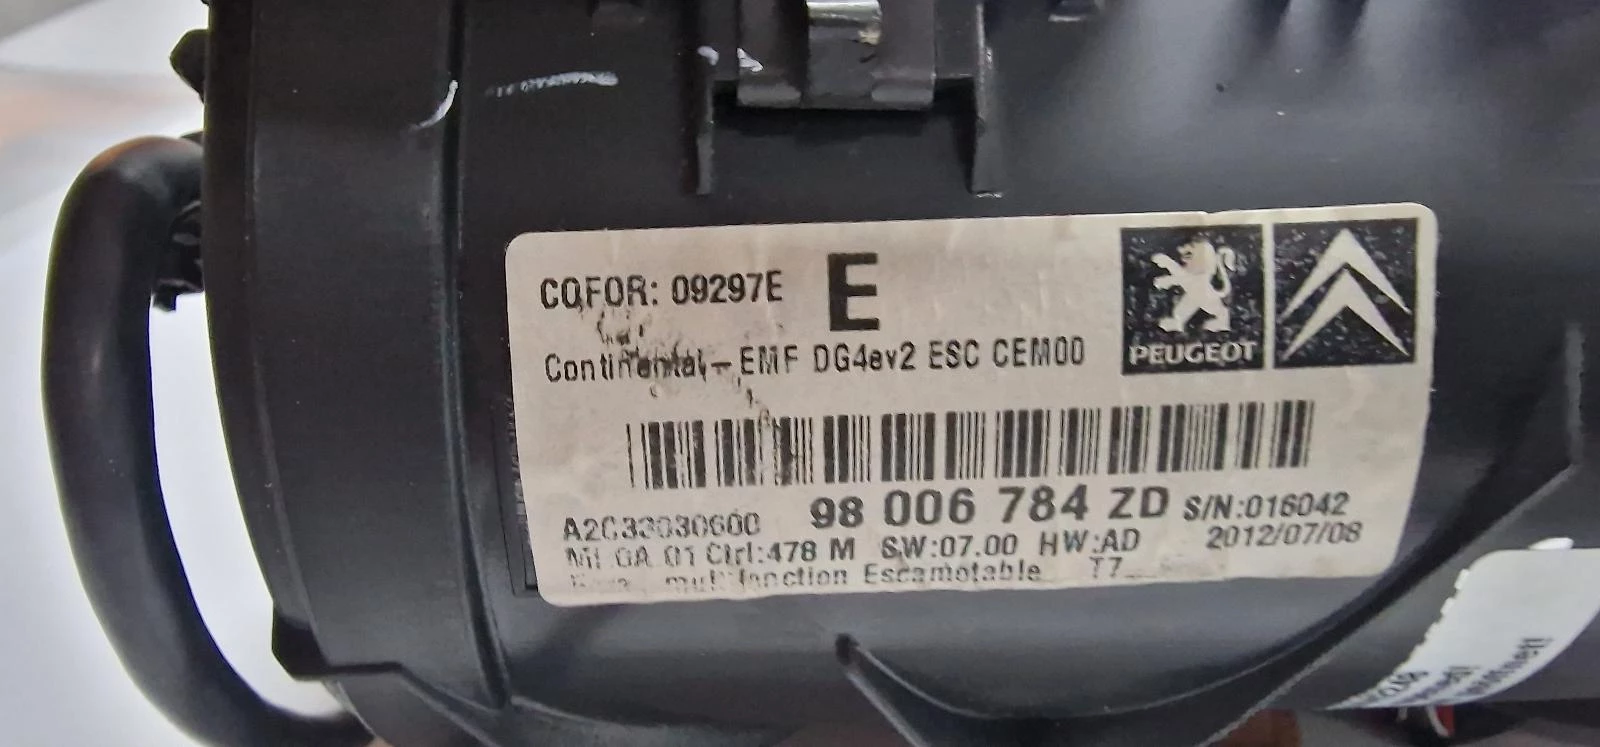 COFOR: 09297E E
PEUGEOT
Continental - EMF DG4ev2 ESC CEM00
98 006 784 ZD S/N:016042
A2C33030600
2012/07/08
Ctrl:478 M SW:07.00 HW:AD
Escamotable T7